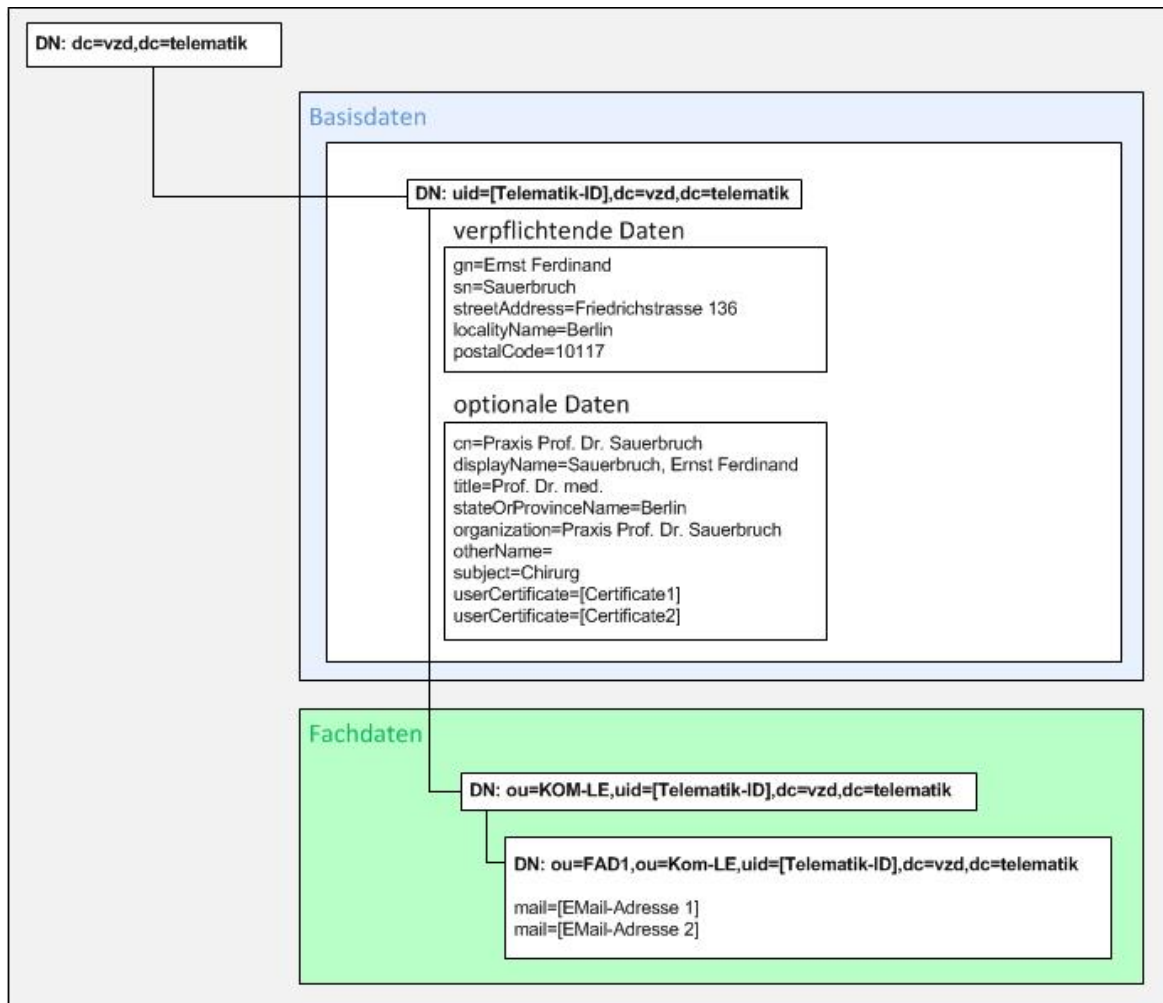 DN: dc=vzd,dc=telematik
Basisdaten
DN: uid=[Telematik-ID],dc=vzd,dc=telematik
verpflichtende Daten
gn=Ernst Ferdinand
sn=Sauerbruch
streetAddress=Friedrichstrasse 136
localityName=Berlin
postalCode=10117
optionale Daten
cn=Praxis Prof. Dr. Sauerbruch
displayName=Sauerbruch, Ernst Ferdinand
title=Prof. Dr. med.
stateOrProvinceName=Berlin
organization=Praxis Prof. Dr. Sauerbruch
otherName=
subject=Chirurg
userCertificate=[Certificate1]
userCertificate=[Certificate2]
Fachdaten
DN: ou=KOM-LE,uid=[Telematik-ID],dc=vzd,dc=telematik
DN: ou=FAD1,ou=Kom-LE,uid=[Telematik-ID],dc=vzd,dc=telematik
mail=[EMail-Adresse 1]
mail=[EMail-Adresse 2]